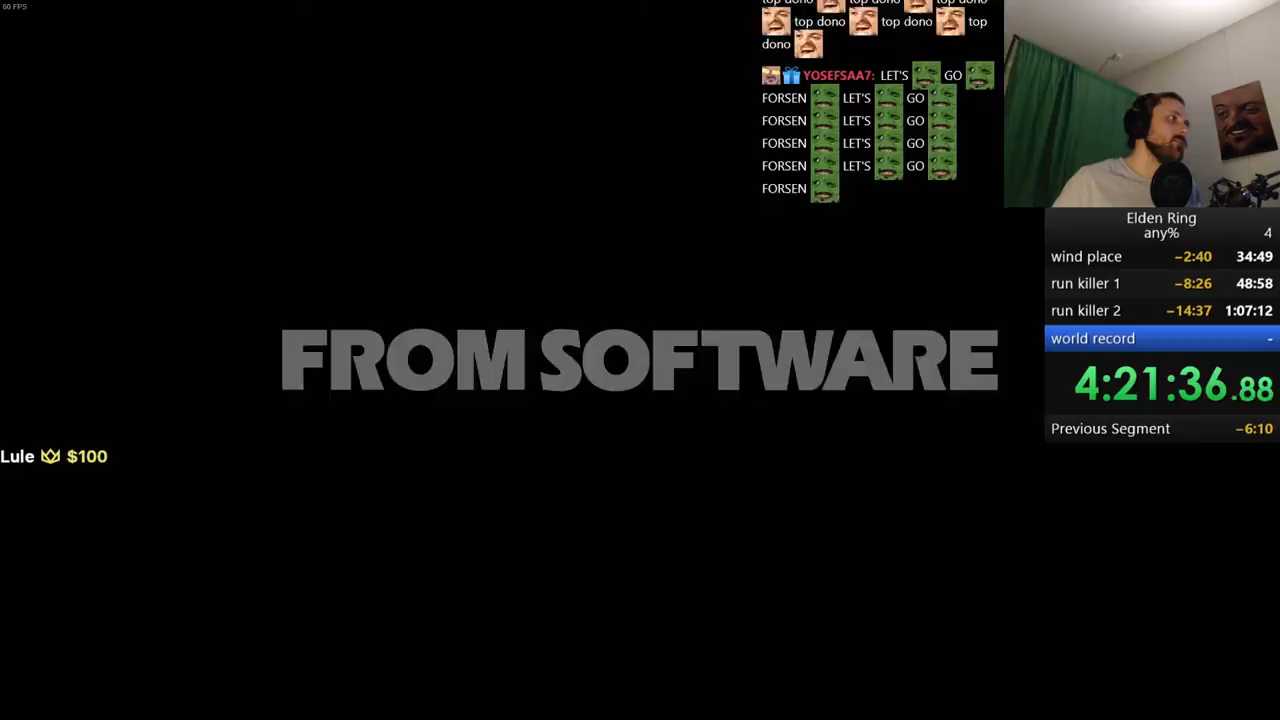 60 FPS
top dono top dono top dono
top dono top dono top
dono
YOSEFSAA7: LET'S GO
FORSEN LET'S GO
FORSEN LET'S GO
FORSEN LET'S GO
FORSEN LET'S GO
FORSEN
Elden Ring
any% 4
wind place −2:40 34:49
run killer 1 −8:26 48:58
run killer 2 −14:37 1:07:12
world record -
4:21:36.88
Previous Segment −6:10
FROMSOFTWARE
Lule $100